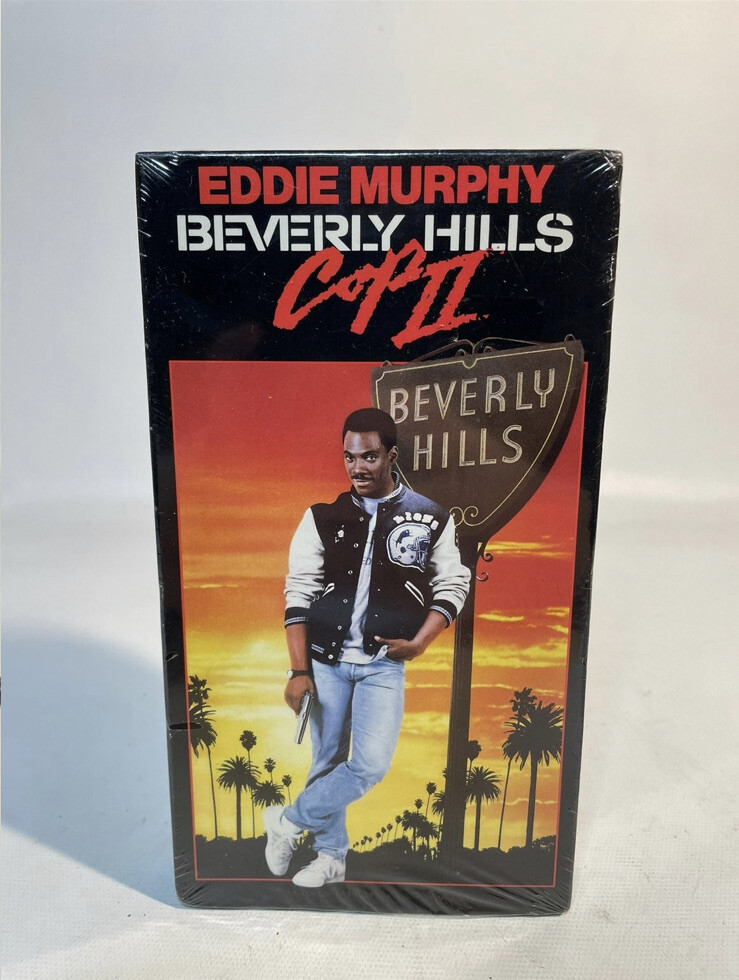 EDDIE MURPHY
BEVERLY HILLS
Cop II
BEVERLY
HILLS